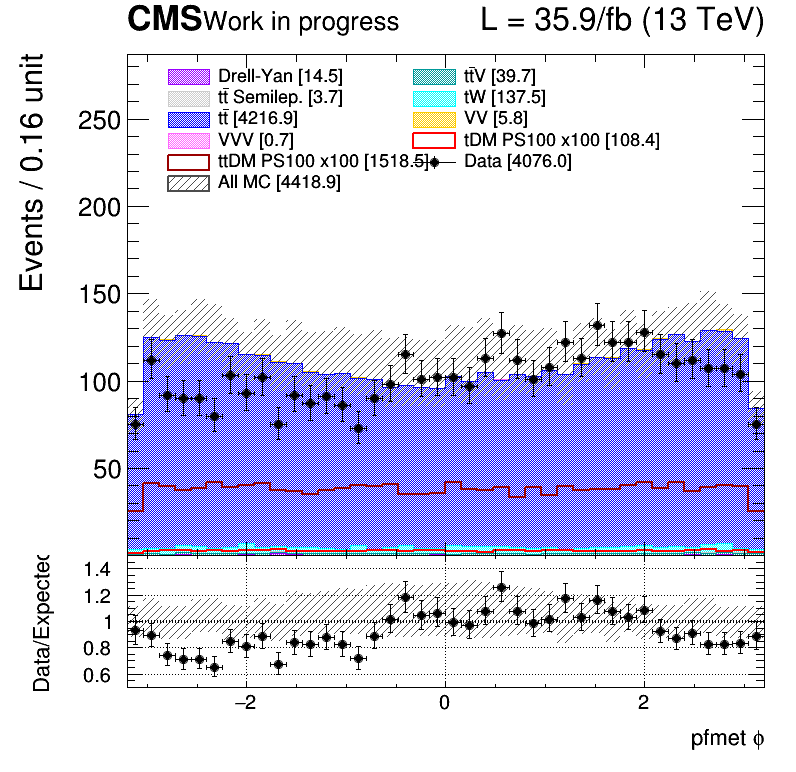 CMS Work in progress L = 35.9/fb (13 TeV)
Drell-Yan [14.5] tt̄V [39.7]
tt̄ Semilep. [3.7] tW [137.5]
tt̄ [4216.9] VV [5.8]
VVV [0.7] tDM PS100 x100 [108.4]
ttDM PS100 x100 [1518.5] Data [4076.0]
All MC [4418.9]
Events / 0.16 unit
250
200
150
100
50
Data/Expected
1.4
1.2
1
0.8
0.6
−2 0 2
pfmet ϕ